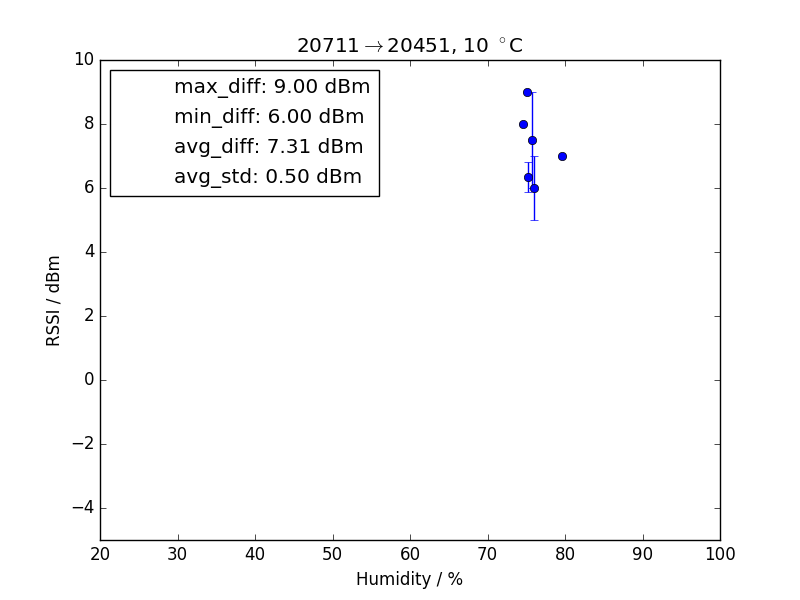 20711→20451, 10 °C
max_diff: 9.00 dBm
min_diff: 6.00 dBm
avg_diff: 7.31 dBm
avg_std: 0.50 dBm
RSSI / dBm
10
8
6
4
2
0
−2
−4
20 30 40 50 60 70 80 90 100
Humidity / %